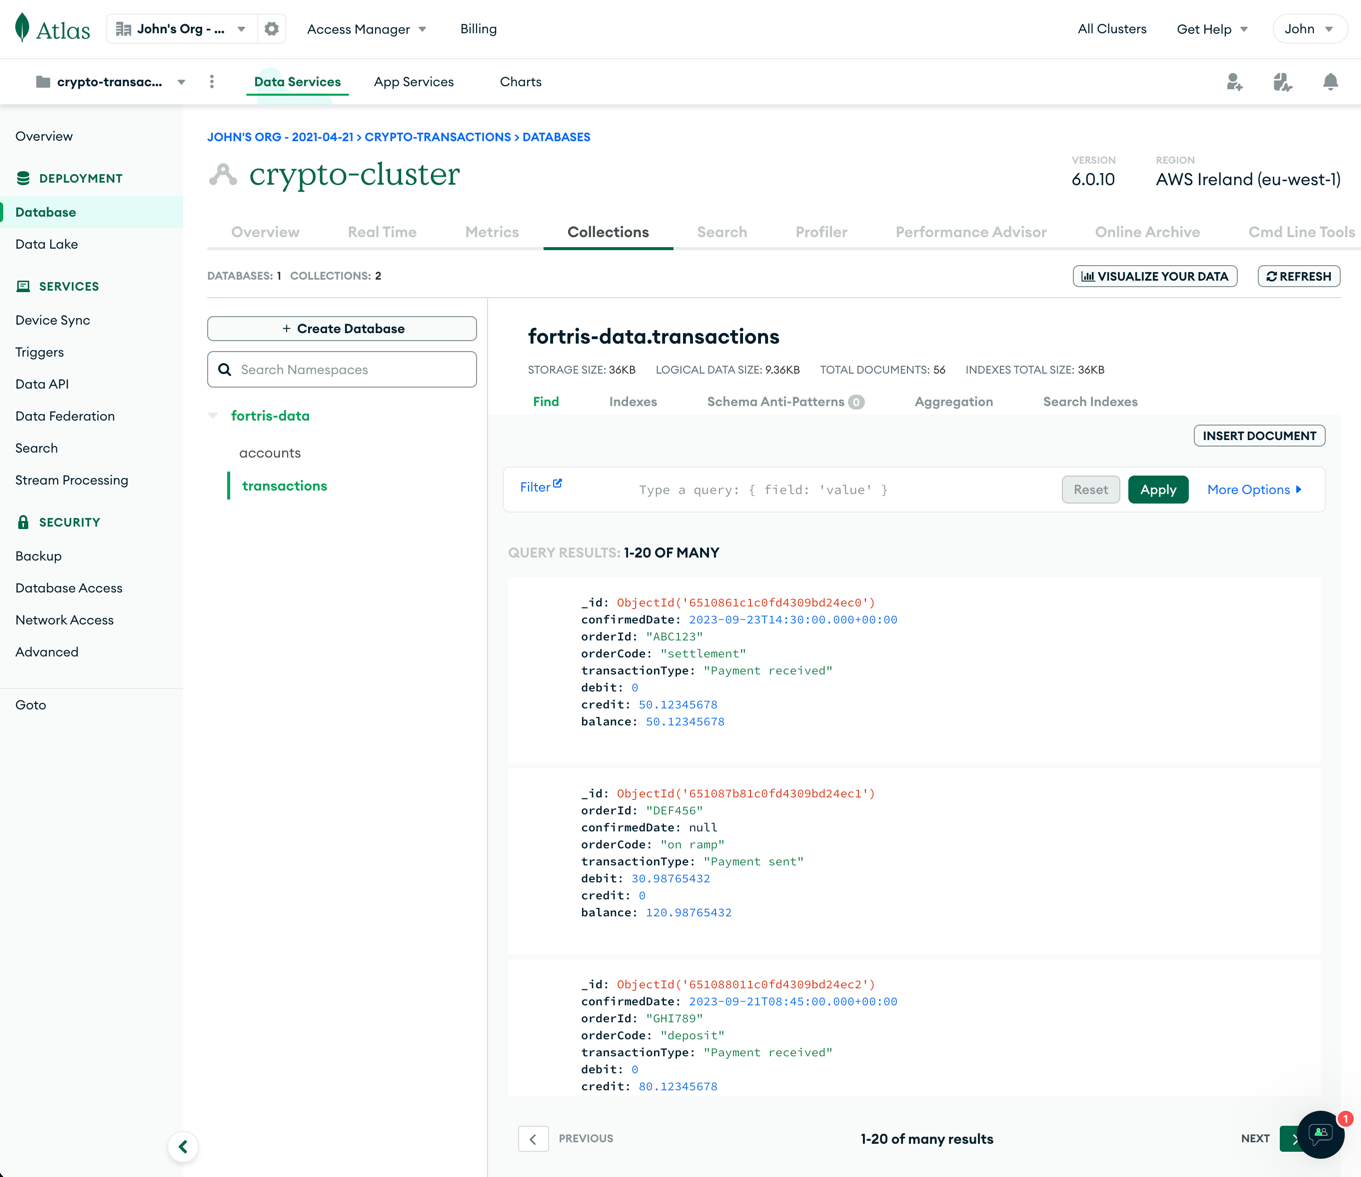 Atlas
John's Org - ...
Access Manager
Billing
All Clusters
Get Help
John
crypto-transac...
Data Services
App Services
Charts
Overview
DEPLOYMENT
Database
Data Lake
SERVICES
Device Sync
Triggers
Data API
Data Federation
Search
Stream Processing
SECURITY
Backup
Database Access
Network Access
Advanced
Goto
JOHN'S ORG - 2021-04-21 > CRYPTO-TRANSACTIONS > DATABASES
crypto-cluster
VERSION
6.0.10
REGION
AWS Ireland (eu-west-1)
Overview
Real Time
Metrics
Collections
Search
Profiler
Performance Advisor
Online Archive
Cmd Line Tools
DATABASES: 1 COLLECTIONS: 2
VISUALIZE YOUR DATA
REFRESH
+ Create Database
Search Namespaces
fortris-data
accounts
transactions
fortris-data.transactions
STORAGE SIZE: 36KB LOGICAL DATA SIZE: 9.36KB TOTAL DOCUMENTS: 56 INDEXES TOTAL SIZE: 36KB
Find
Indexes
Schema Anti-Patterns 0
Aggregation
Search Indexes
INSERT DOCUMENT
Filter
Type a query: { field: 'value' }
Reset
Apply
More Options
QUERY RESULTS: 1-20 OF MANY
_id: ObjectId('6510861c1c0fd4309bd24ec0')
confirmedDate: 2023-09-23T14:30:00.000+00:00
orderId: "ABC123"
orderCode: "settlement"
transactionType: "Payment received"
debit: 0
credit: 50.12345678
balance: 50.12345678
_id: ObjectId('651087b81c0fd4309bd24ec1')
orderId: "DEF456"
confirmedDate: null
orderCode: "on ramp"
transactionType: "Payment sent"
debit: 30.98765432
credit: 0
balance: 120.98765432
_id: ObjectId('651088011c0fd4309bd24ec2')
confirmedDate: 2023-09-21T08:45:00.000+00:00
orderId: "GHI789"
orderCode: "deposit"
transactionType: "Payment received"
debit: 0
credit: 80.12345678
PREVIOUS
1-20 of many results
NEXT
1